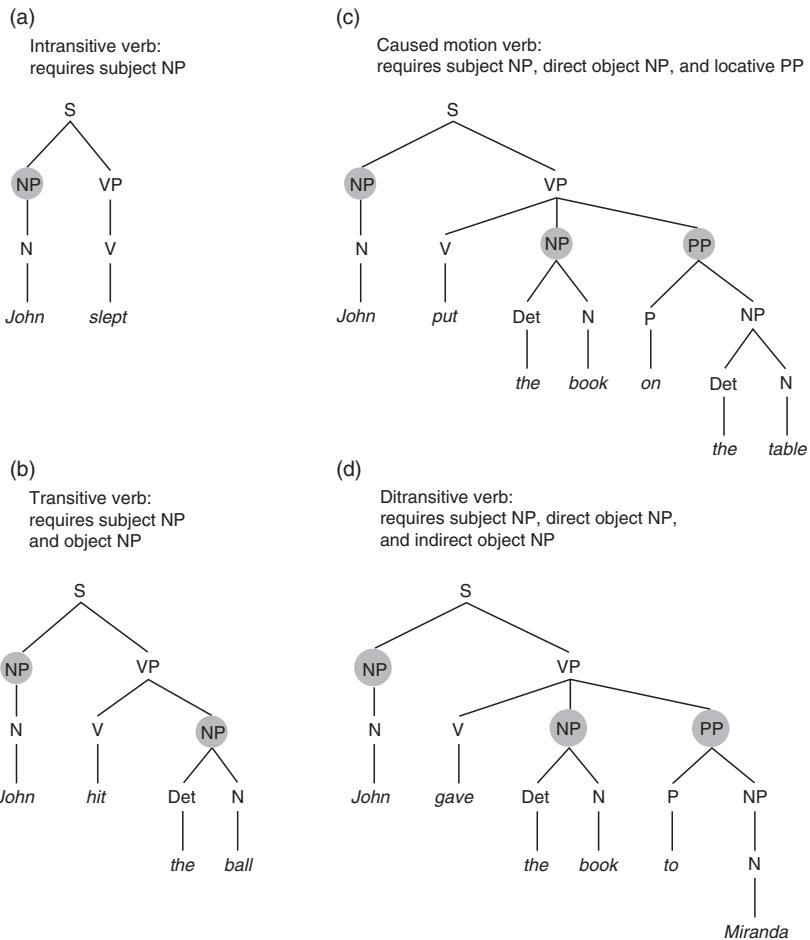 (a)
Intransitive verb:
requires subject NP
S
NP VP
N V
John slept
(b)
Transitive verb:
requires subject NP
and object NP
S
NP VP
N V NP
John hit Det N
the ball
(c)
Caused motion verb:
requires subject NP, direct object NP, and locative PP
S
NP VP
N V NP PP
John put Det N P NP
the book on Det N
the table
(d)
Ditransitive verb:
requires subject NP, direct object NP,
and indirect object NP
S
NP VP
N V NP PP
John gave Det N P NP
the book to N
Miranda